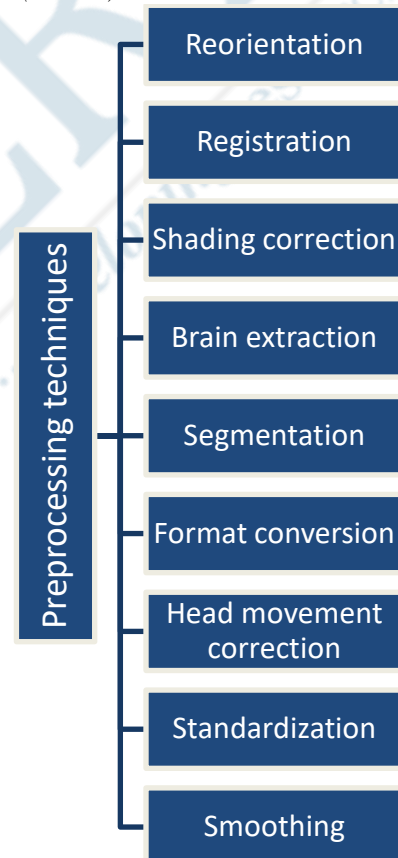 Preprocessing techniques
Reorientation
Registration
Shading correction
Brain extraction
Segmentation
Format conversion
Head movement
correction
Standardization
Smoothing